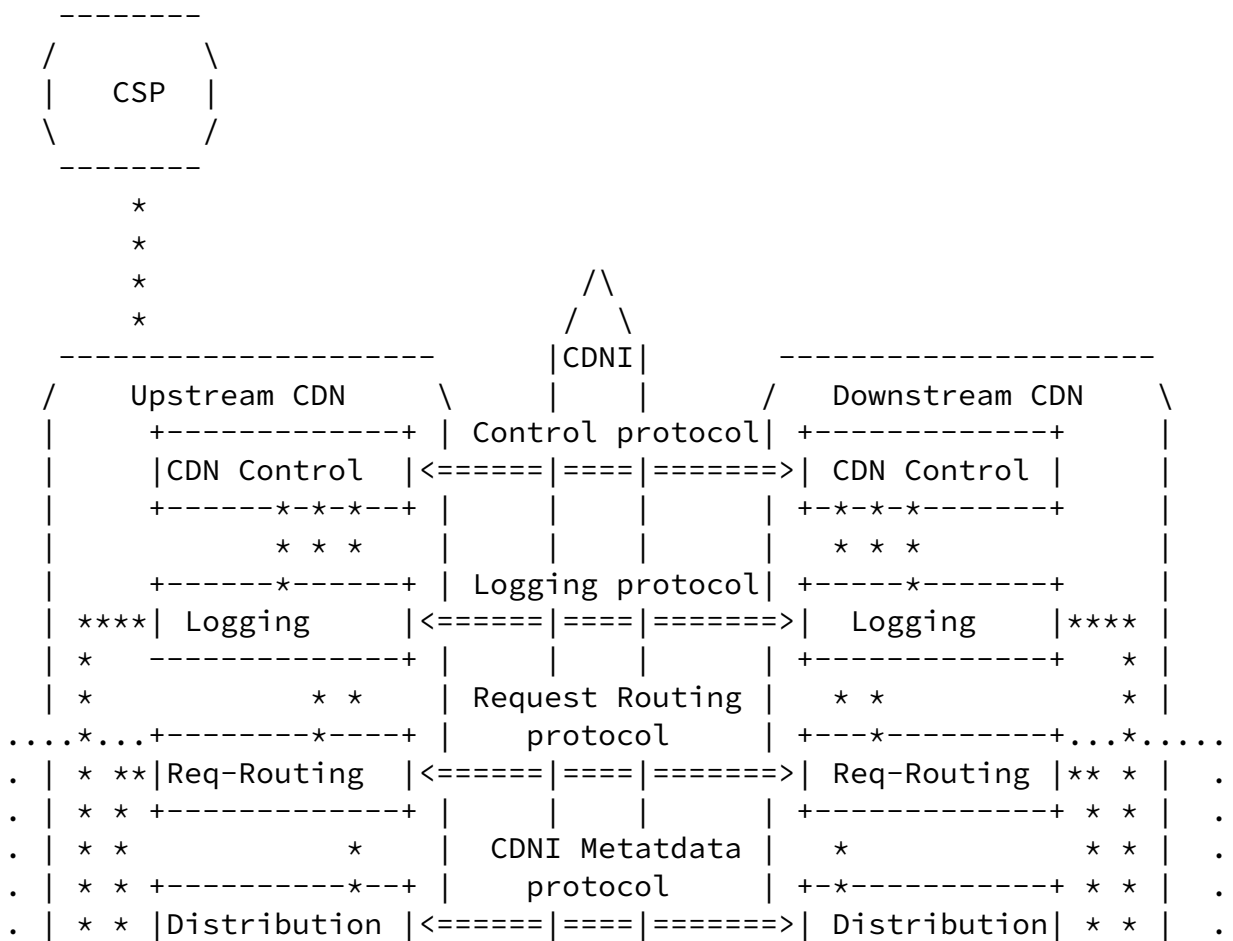 CSP
CDNI
Upstream CDN Downstream CDN
Control protocol
CDN Control CDN Control
Logging protocol
Logging Logging
Request Routing
protocol
Req-Routing Req-Routing
CDNI Metatdata
protocol
Distribution Distribution